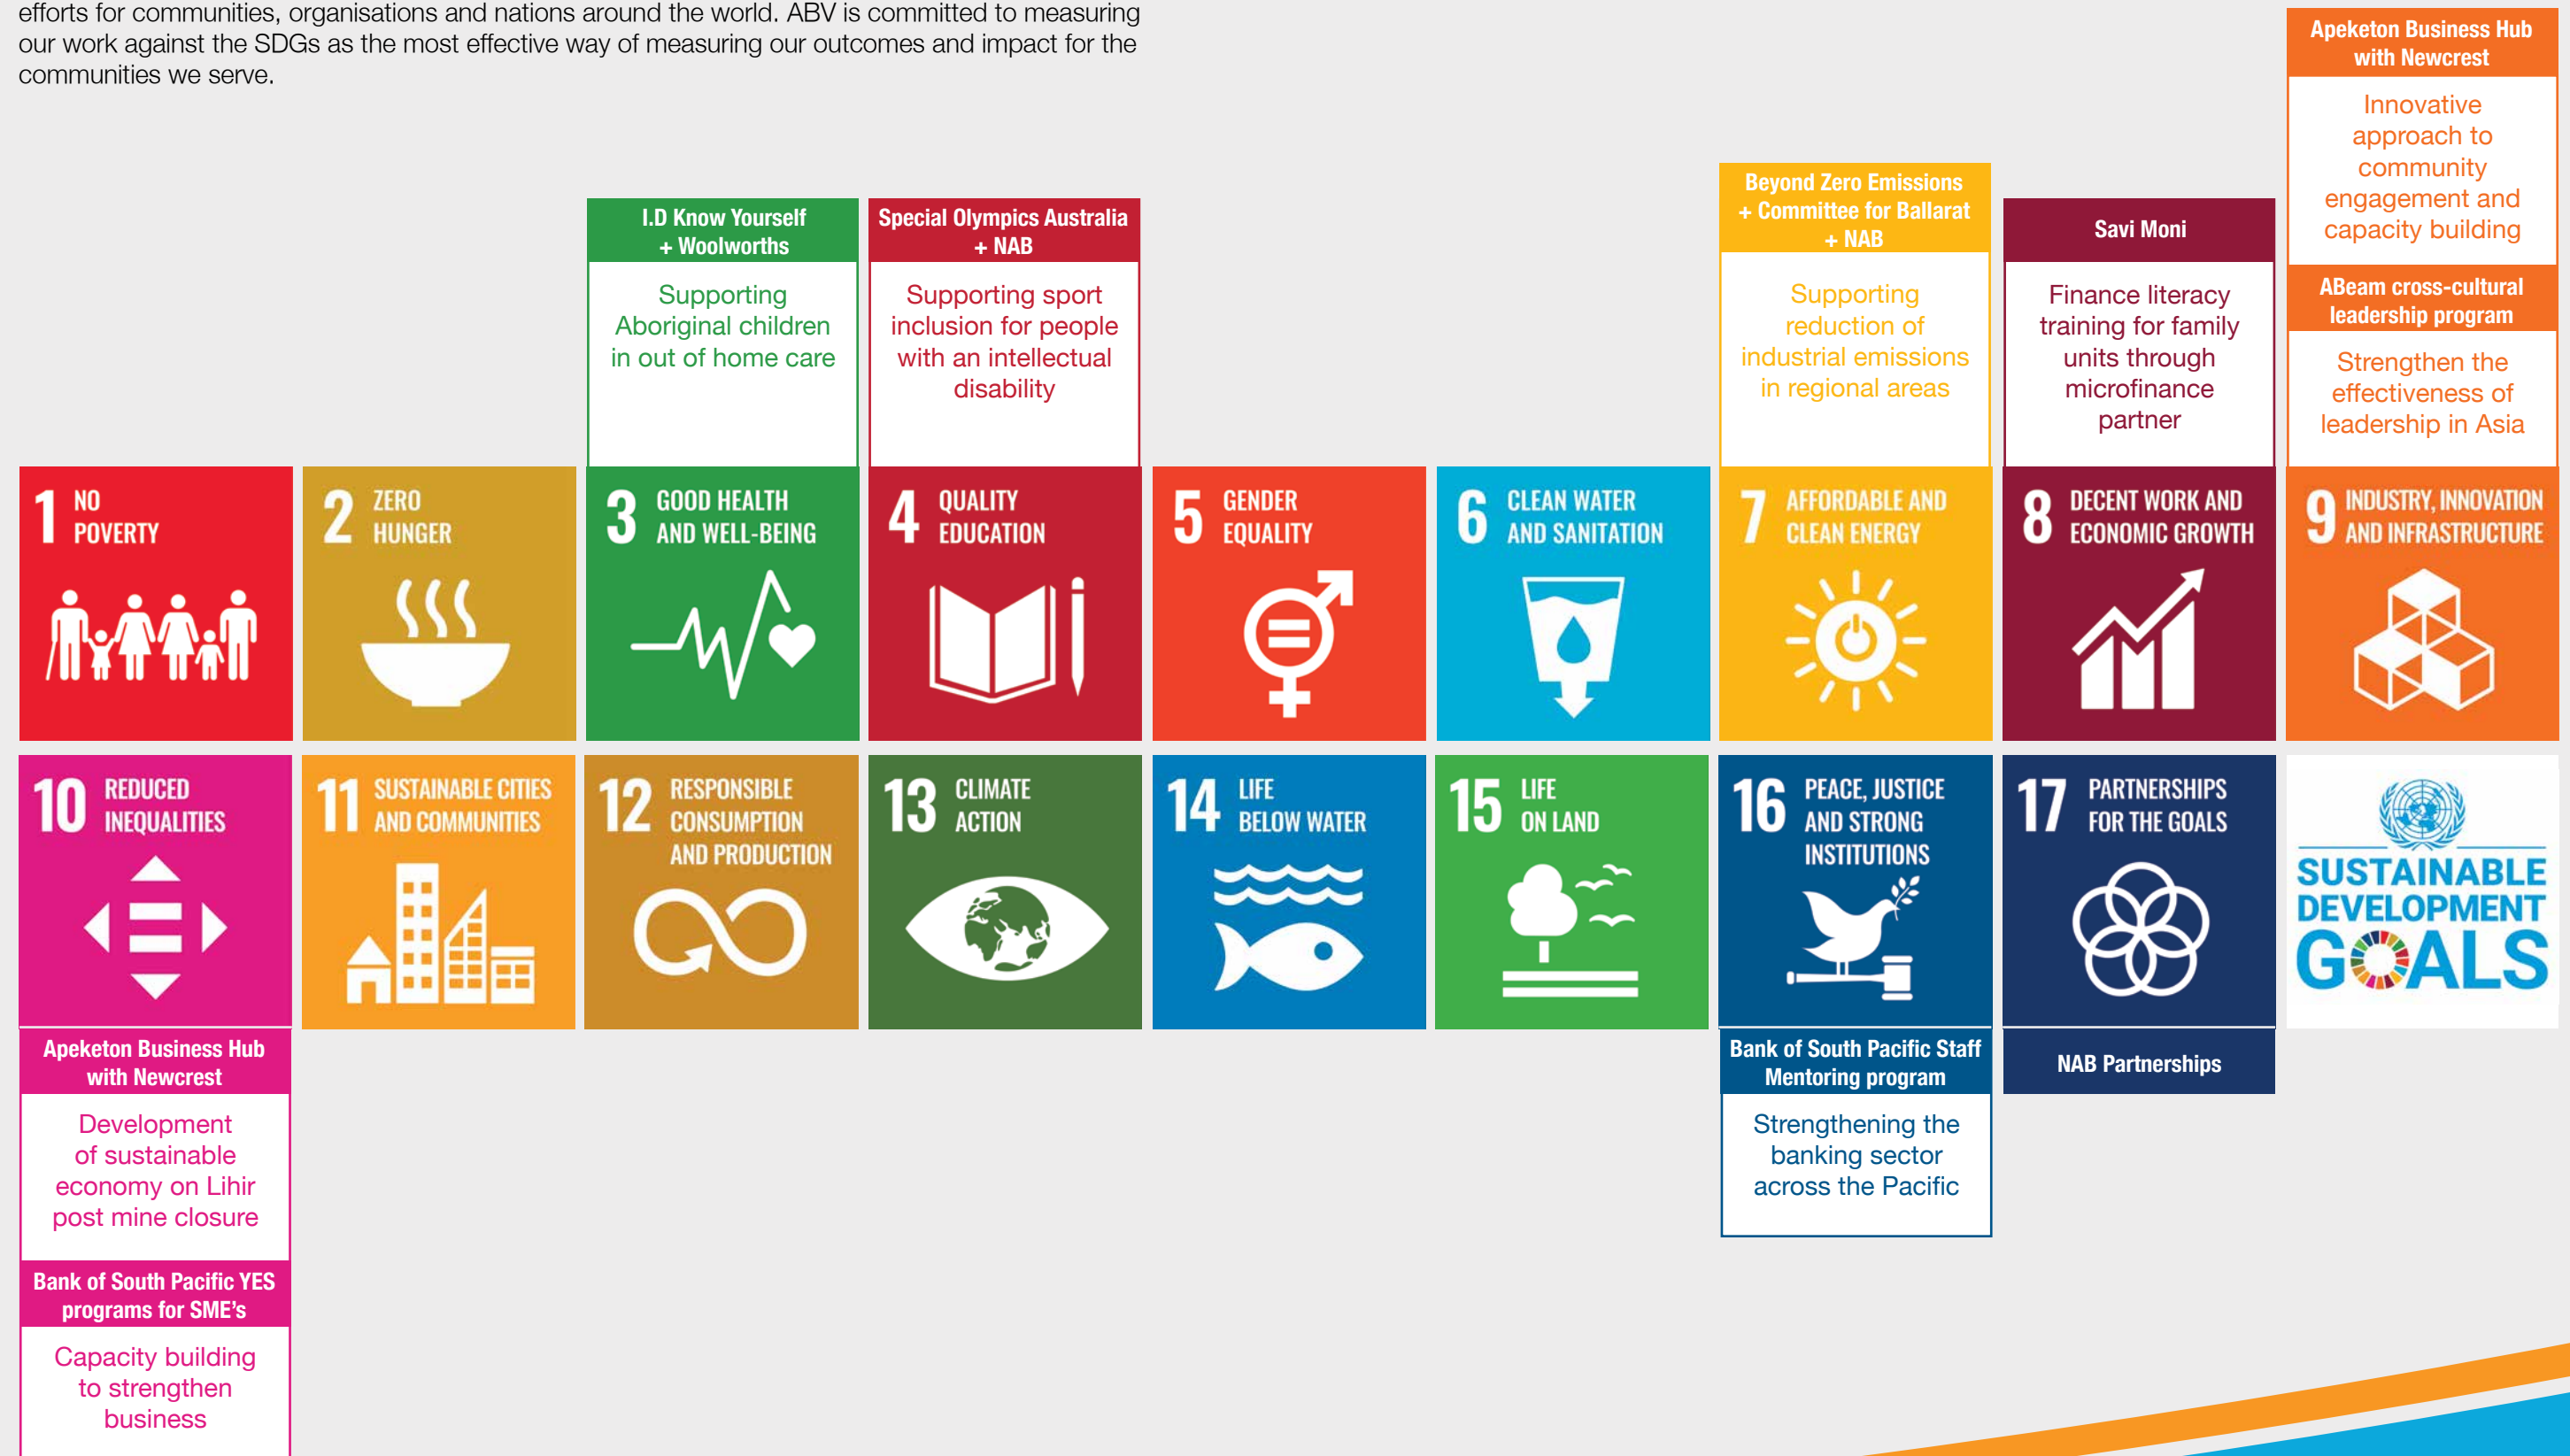 efforts for communities, organisations and nations around the world. ABV is committed to measuring
our work against the SDGs as the most effective way of measuring our outcomes and impact for the
communities we serve.
I.D Know Yourself
+ Woolworths
Supporting
Aboriginal children
in out of home care
Special Olympics Australia
+ NAB
Supporting sport
inclusion for people
with an intellectual
disability
Beyond Zero Emissions
+ Committee for Ballarat
+ NAB
Supporting
reduction of
industrial emissions
in regional areas
Savi Moni
Finance literacy
training for family
units through
microfinance
partner
Apeketon Business Hub
with Newcrest
Innovative
approach to
community
engagement and
capacity building
ABeam cross-cultural
leadership program
Strengthen the
effectiveness of
leadership in Asia
1 NO
POVERTY
2 ZERO
HUNGER
3 GOOD HEALTH
AND WELL-BEING
4 QUALITY
EDUCATION
5 GENDER
EQUALITY
6 CLEAN WATER
AND SANITATION
7 AFFORDABLE AND
CLEAN ENERGY
8 DECENT WORK AND
ECONOMIC GROWTH
9 INDUSTRY, INNOVATION
AND INFRASTRUCTURE
10 REDUCED
INEQUALITIES
11 SUSTAINABLE CITIES
AND COMMUNITIES
12 RESPONSIBLE
CONSUMPTION
AND PRODUCTION
13 CLIMATE
ACTION
14 LIFE
BELOW WATER
15 LIFE
ON LAND
16 PEACE, JUSTICE
AND STRONG
INSTITUTIONS
17 PARTNERSHIPS
FOR THE GOALS
SUSTAINABLE
DEVELOPMENT
GOALS
Apeketon Business Hub
with Newcrest
Development
of sustainable
economy on Lihir
post mine closure
Bank of South Pacific YES
programs for SME's
Capacity building
to strengthen
business
Bank of South Pacific Staff
Mentoring program
Strengthening the
banking sector
across the Pacific
NAB Partnerships